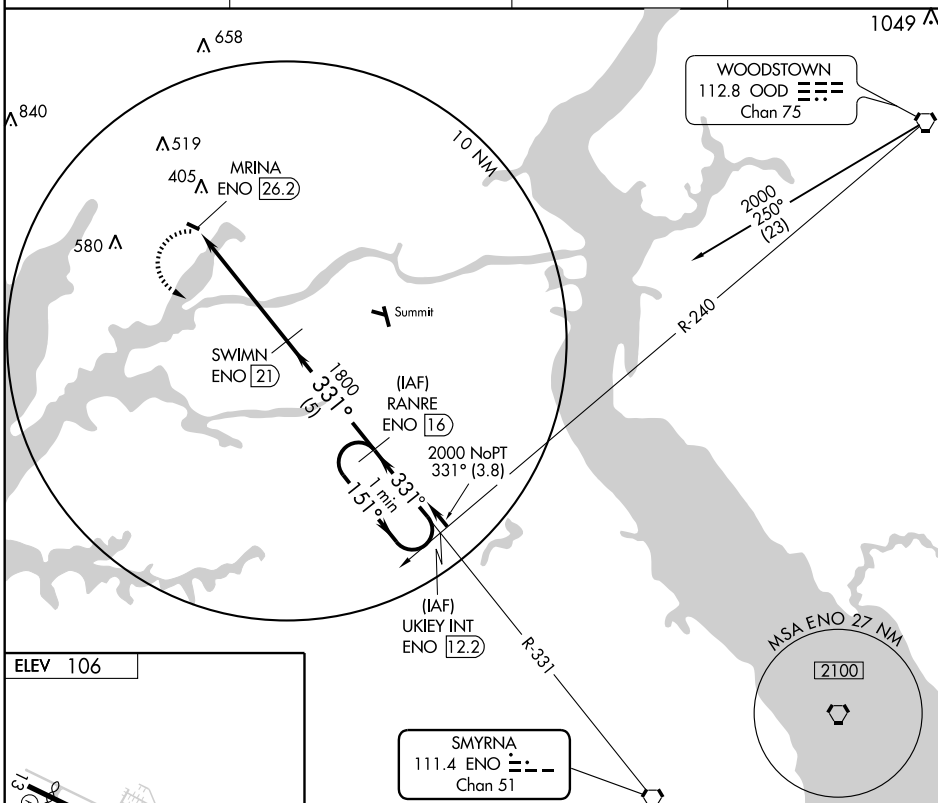 1049
658
WOODSTOWN
112.8 OOD
Chan 75
840
519
10 NM
MRINA
ENO 26.2
405
580
2000
250°
(23)
R-240
Summit
SWIMN
ENO 21
1800
331°
(5)
(IAF)
RANRE
ENO 16
2000 NoPT
331° (3.8)
331°
1 min
151°
(IAF)
UKIEY INT
ENO 12.2
R-331
MSA ENO 27 NM
2100
ELEV 106
SMYRNA
111.4 ENO
Chan 51
13